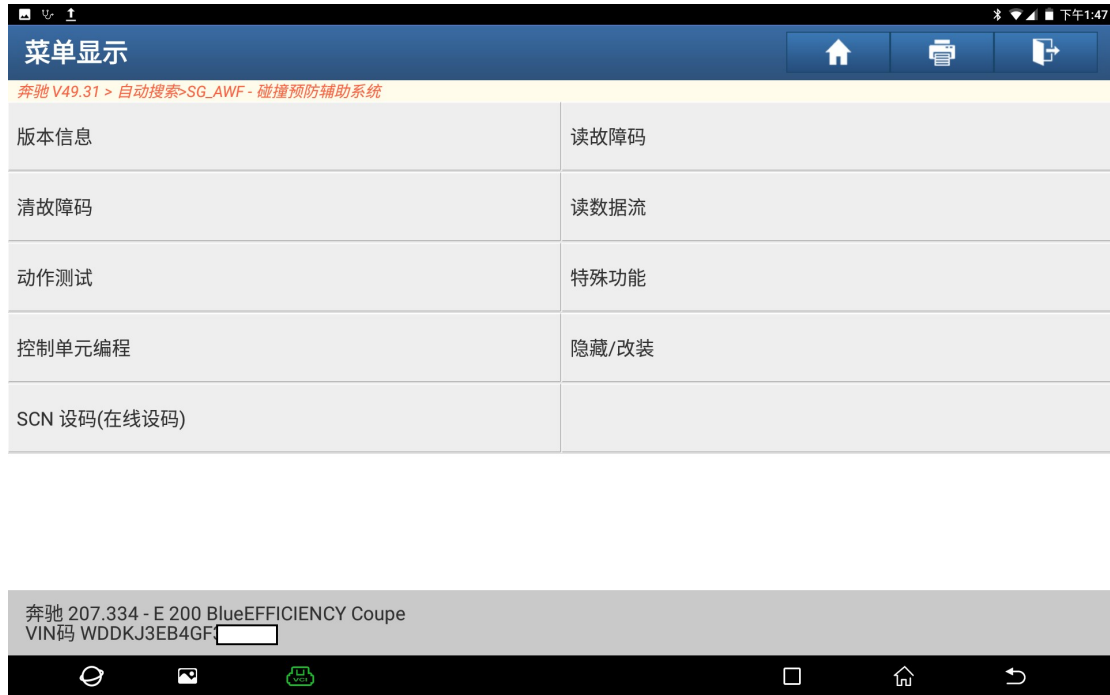 下午1:47
菜单显示
奔驰 V49.31 > 自动搜索>SG_AWF - 碰撞预防辅助系统
版本信息
读故障码
清故障码
读数据流
动作测试
特殊功能
控制单元编程
隐藏/改装
SCN 设码(在线设码)
奔驰 207.334 - E 200 BlueEFFICIENCY Coupe
VIN码 WDDKJ3EB4GF
VCI